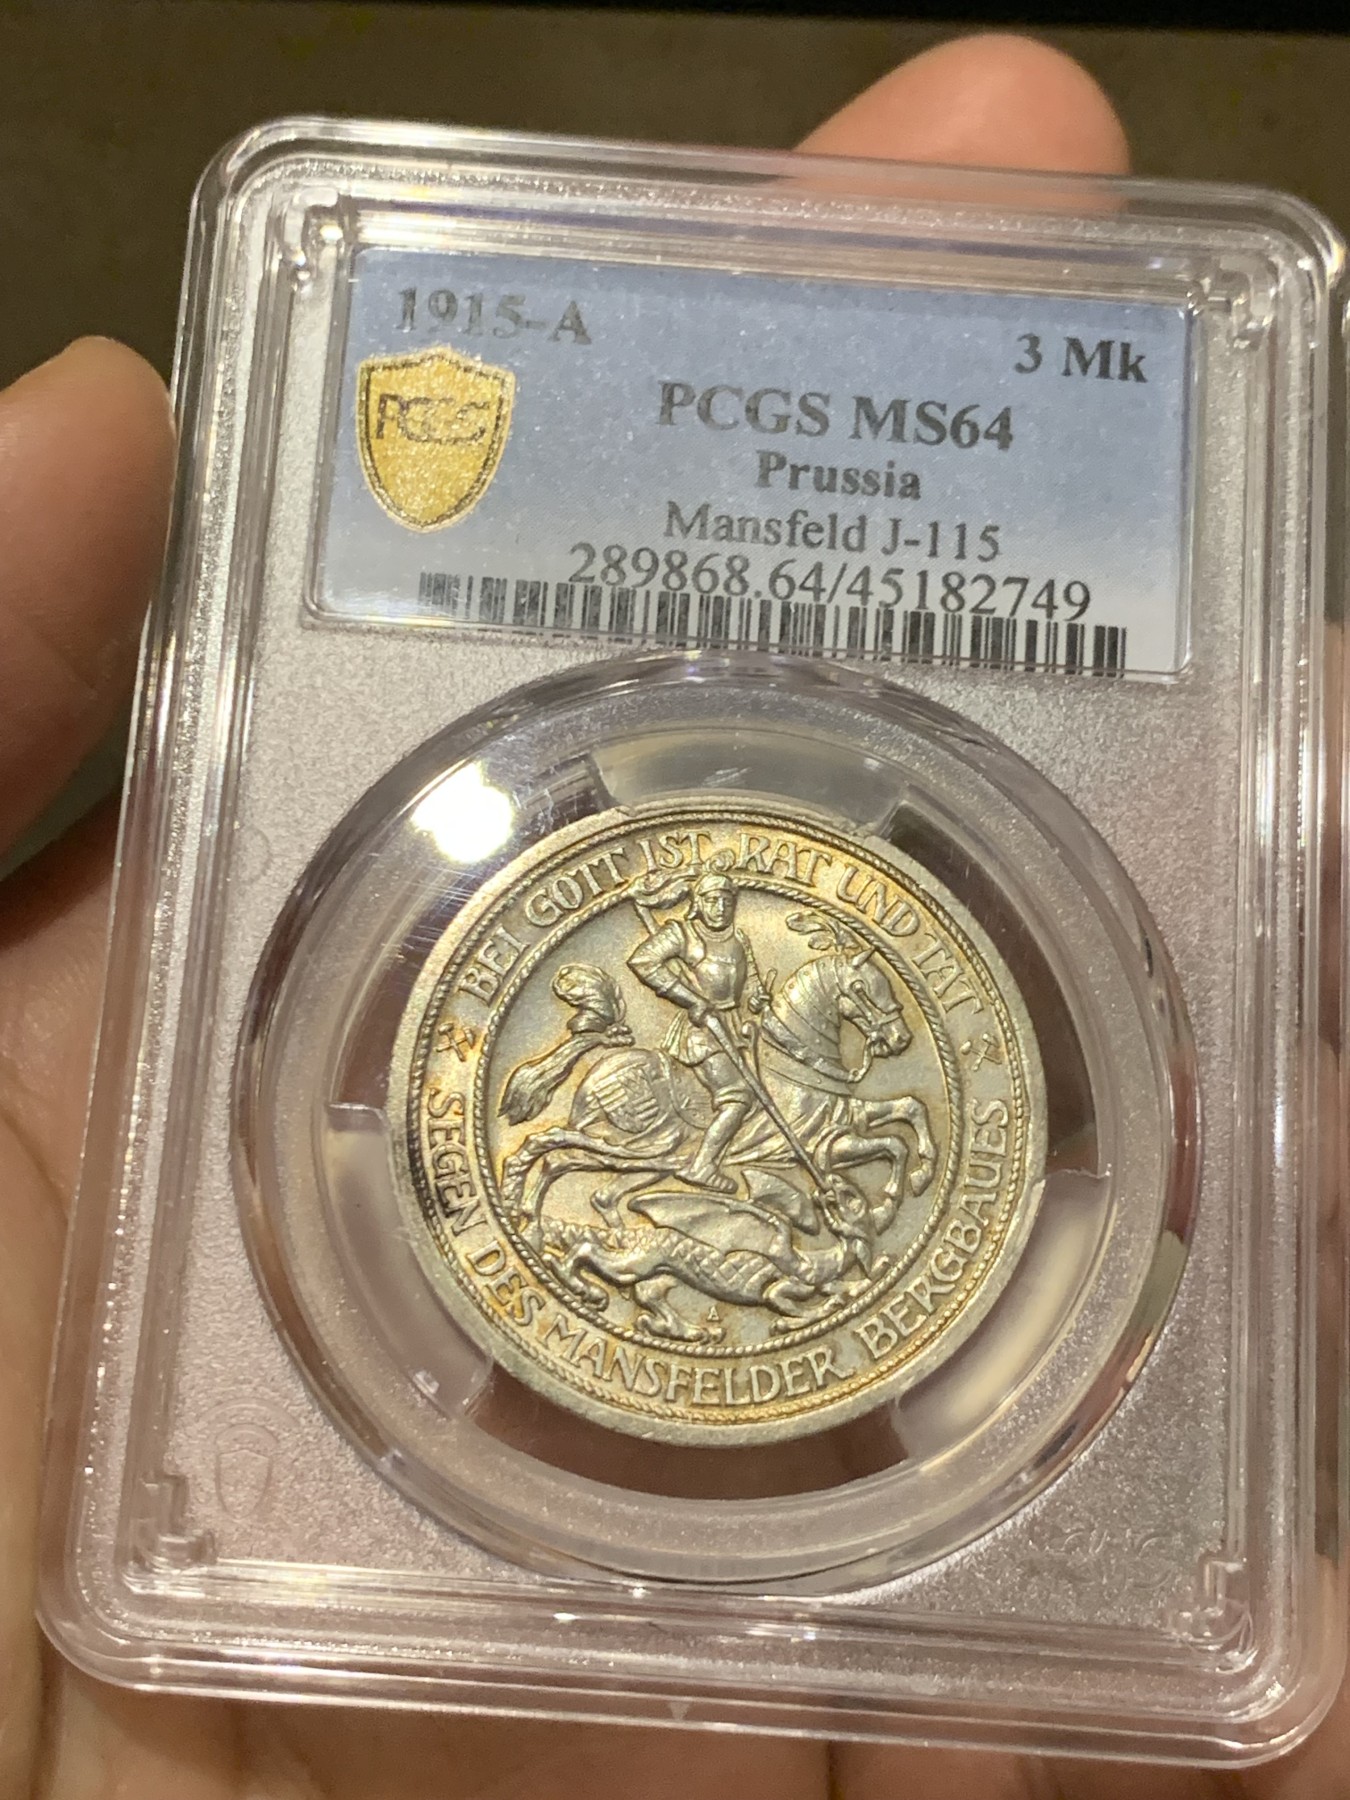 1915-A
3 Mk
PCGS
PCGS MS64
Prussia
Mansfeld J-115
289868.64/45182749
BEI GOTT IST RAT UND TAT
SEGEN DES MANSFELDER BERGBAUES
A